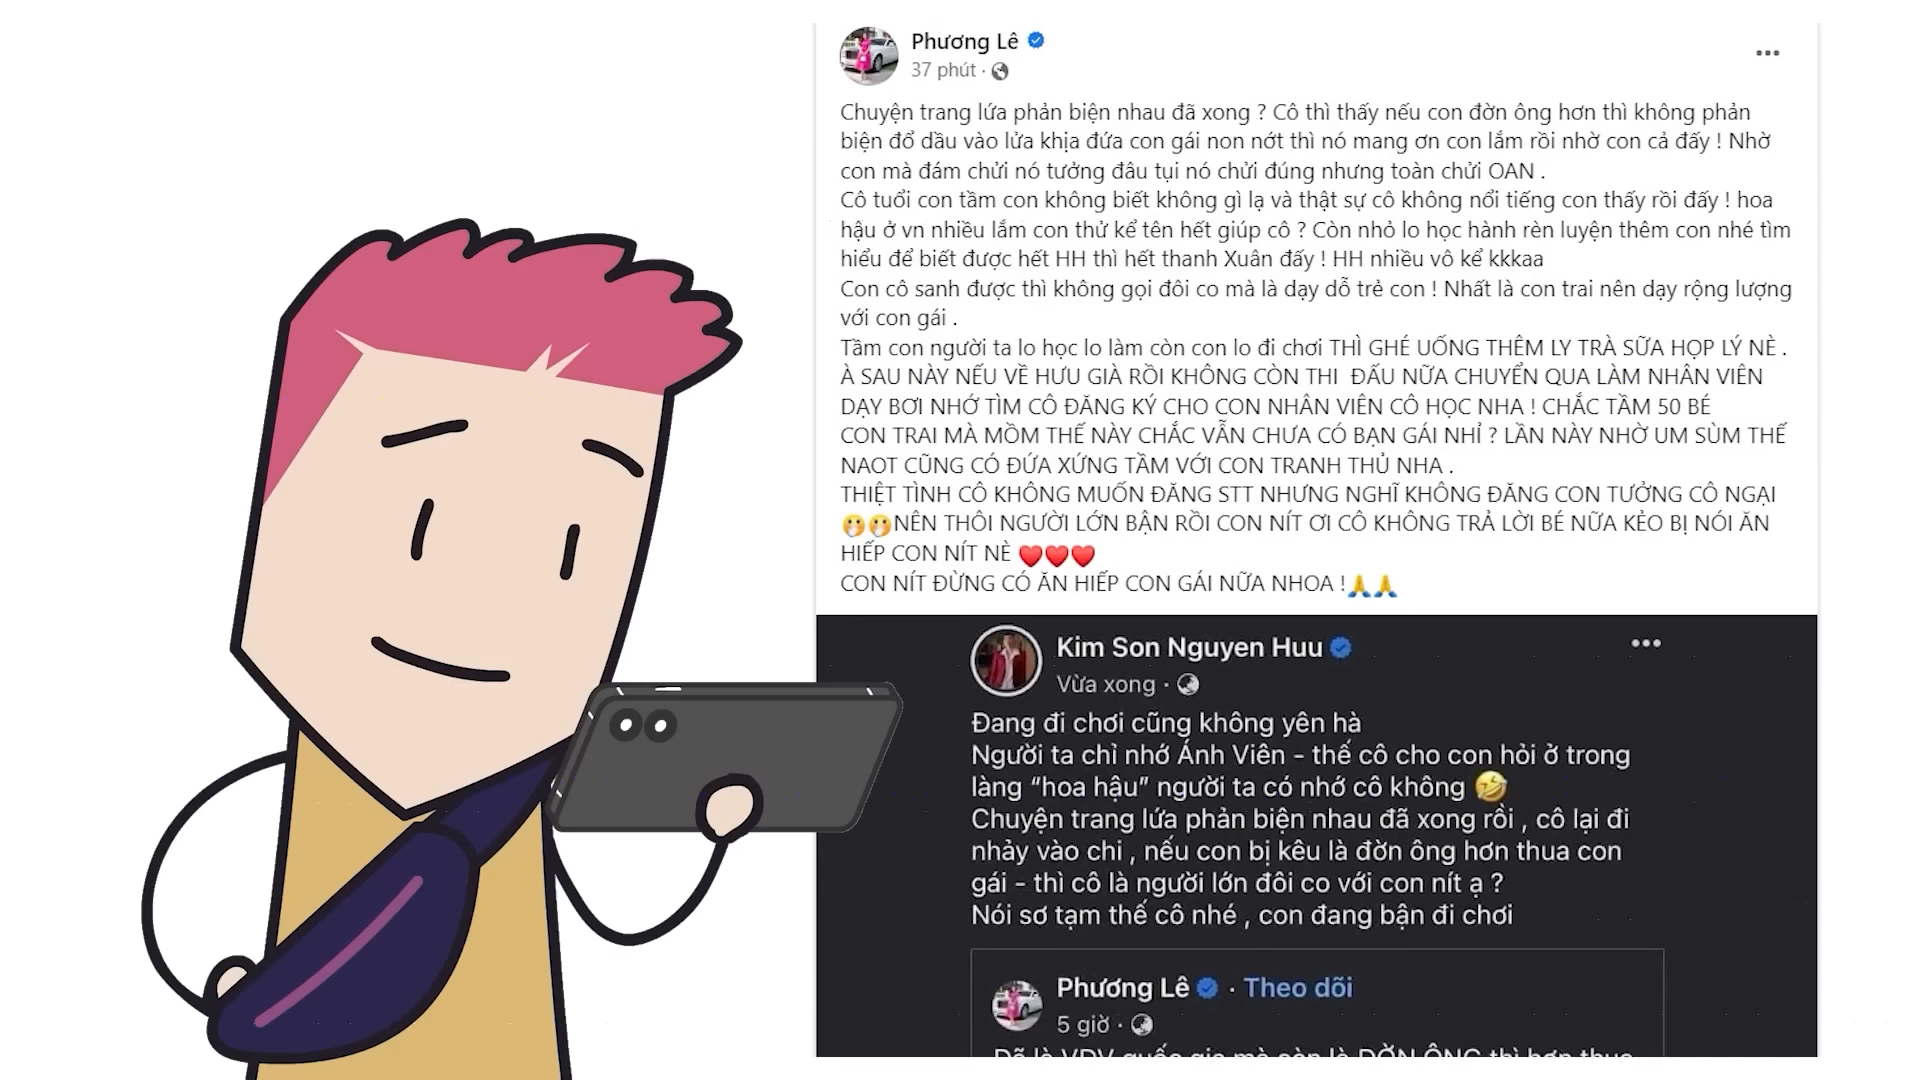 Phương Lê
37 phút ·
Chuyện trang lứa phản biện nhau đã xong ? Cô thì thấy nếu con đờn ông hơn thì không phản
biện đổ dầu vào lửa khịa đứa con gái non nớt thì nó mang ơn con lắm rồi nhờ con cả đấy ! Nhờ
con mà đám chửi nó tưởng đâu tụi nó chửi đúng nhưng toàn chửi OAN .
Cô tuổi con tầm con không biết không gì lạ và thật sự cô không nổi tiếng con thấy rồi đấy ! hoa
hậu ở vn nhiều lắm con thử kể tên hết giúp cô ? Còn nhỏ lo học hành rèn luyện thêm con nhé tìm
hiểu để biết được hết HH thì hết thanh Xuân đấy ! HH nhiều vô kể kkkaa
Con cô sanh được thì không gọi đôi co mà là dạy dỗ trẻ con ! Nhất là con trai nên dạy rộng lượng
với con gái .
Tầm con người ta lo học lo làm còn con lo đi chơi THÌ GHÉ UỐNG THÊM LY TRÀ SỮA HỌP LÝ NÈ .
À SAU NÀY NẾU VỀ HƯU GIÀ RỒI KHÔNG CÒN THI ĐẤU NỮA CHUYỂN QUA LÀM NHÂN VIÊN
DẠY BƠI NHỚ TÌM CÔ ĐĂNG KÝ CHO CON NHÂN VIÊN CÔ HỌC NHA ! CHẮC TẦM 50 BÉ
CON TRAI MÀ MỒM THẾ NÀY CHẮC VẪN CHƯA CÓ BẠN GÁI NHỈ ? LẦN NÀY NHỜ UM SÙM THẾ
NAOT CŨNG CÓ ĐỨA XỨNG TẦM VỚI CON TRANH THỦ NHA .
THIỆT TÌNH CÔ KHÔNG MUỐN ĐĂNG STT NHƯNG NGHĨ KHÔNG ĐĂNG CON TƯỞNG CÔ NGẠI
😷😷NÊN THÔI NGƯỜI LỚN BẬN RỒI CON NÍT ƠI CÔ KHÔNG TRẢ LỜI BÉ NỮA KẺO BỊ NÓI ĂN
HIẾP CON NÍT NÈ ❤️❤️❤️
CON NÍT ĐỪNG CÓ ĂN HIẾP CON GÁI NỮA NHOA !🙏🙏
Kim Son Nguyen Huu
Vừa xong ·
Đang đi chơi cũng không yên hà
Người ta chỉ nhớ Ánh Viên - thế cô cho con hỏi ở trong
làng “hoa hậu” người ta có nhớ cô không 🤣
Chuyện trang lứa phản biện nhau đã xong rồi , cô lại đi
nhảy vào chi , nếu con bị kêu là đờn ông hơn thua con
gái - thì cô là người lớn đôi co với con nít ạ ?
Nói sơ tạm thế cô nhé , con đang bận đi chơi
Phương Lê · Theo dõi
5 giờ ·
Đã là VĐV quốc gia mà còn là ĐỜN ÔNG thì hơn thua